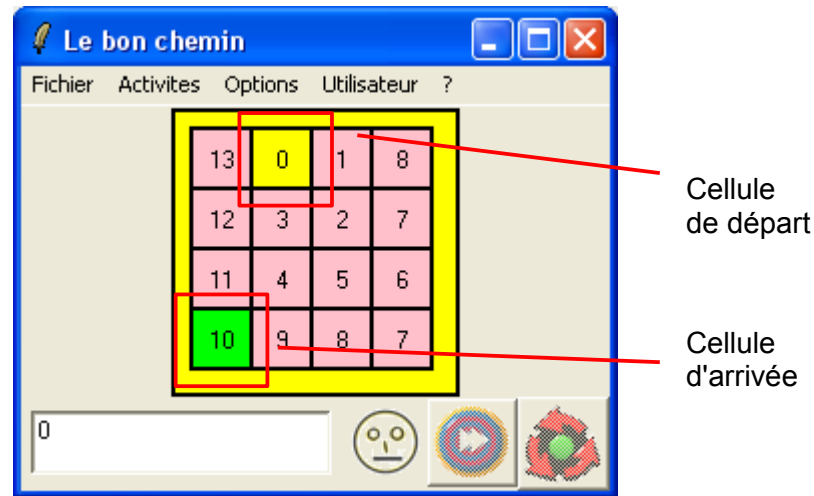 Le bon chemin
Fichier Activites Options Utilisateur ?
13 0 1 8
12 3 2 7
11 4 5 6
10 9 8 7
0
Cellule
de départ
Cellule
d'arrivée